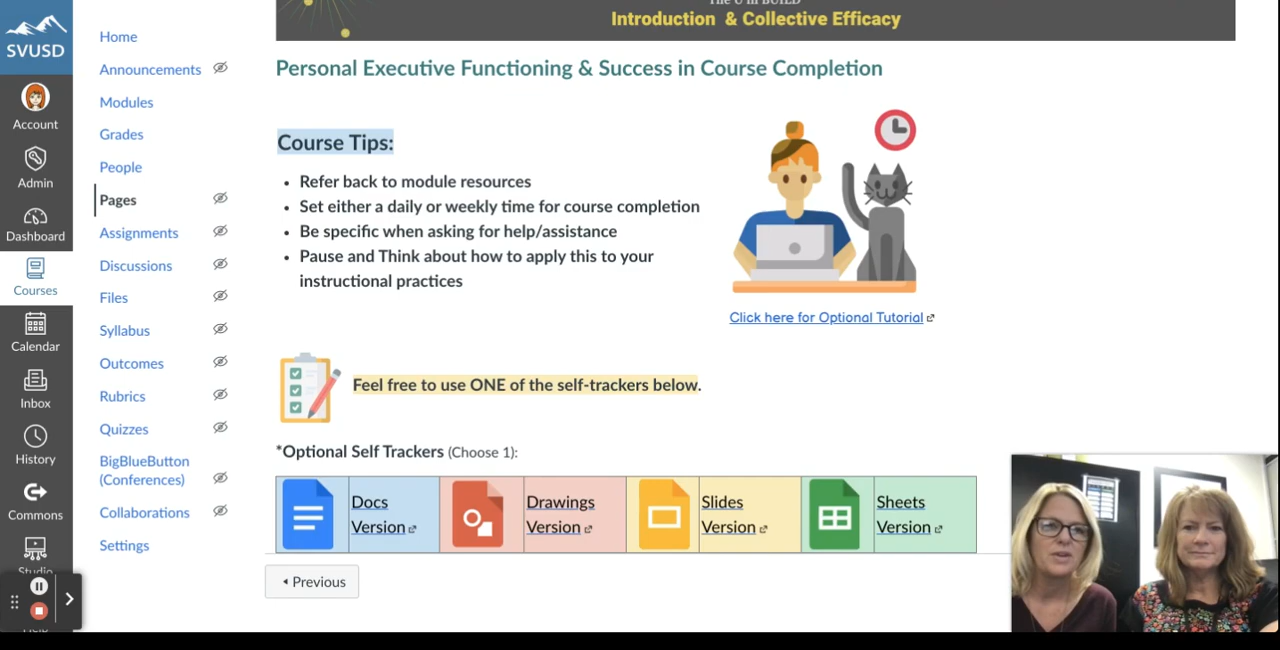 The U in BUILD
Introduction & Collective Efficacy
SVUSD
Account
Admin
Dashboard
Courses
Calendar
Inbox
History
Commons
Studio
Help
Home
Announcements
Modules
Grades
People
Pages
Assignments
Discussions
Files
Syllabus
Outcomes
Rubrics
Quizzes
BigBlueButton
(Conferences)
Collaborations
Settings
Personal Executive Functioning & Success in Course Completion
Course Tips:
• Refer back to module resources
• Set either a daily or weekly time for course completion
• Be specific when asking for help/assistance
• Pause and Think about how to apply this to your
instructional practices
Click here for Optional Tutorial
Feel free to use ONE of the self-trackers below.
*Optional Self Trackers (Choose 1):
Docs
Version
Drawings
Version
Slides
Version
Sheets
Version
Previous